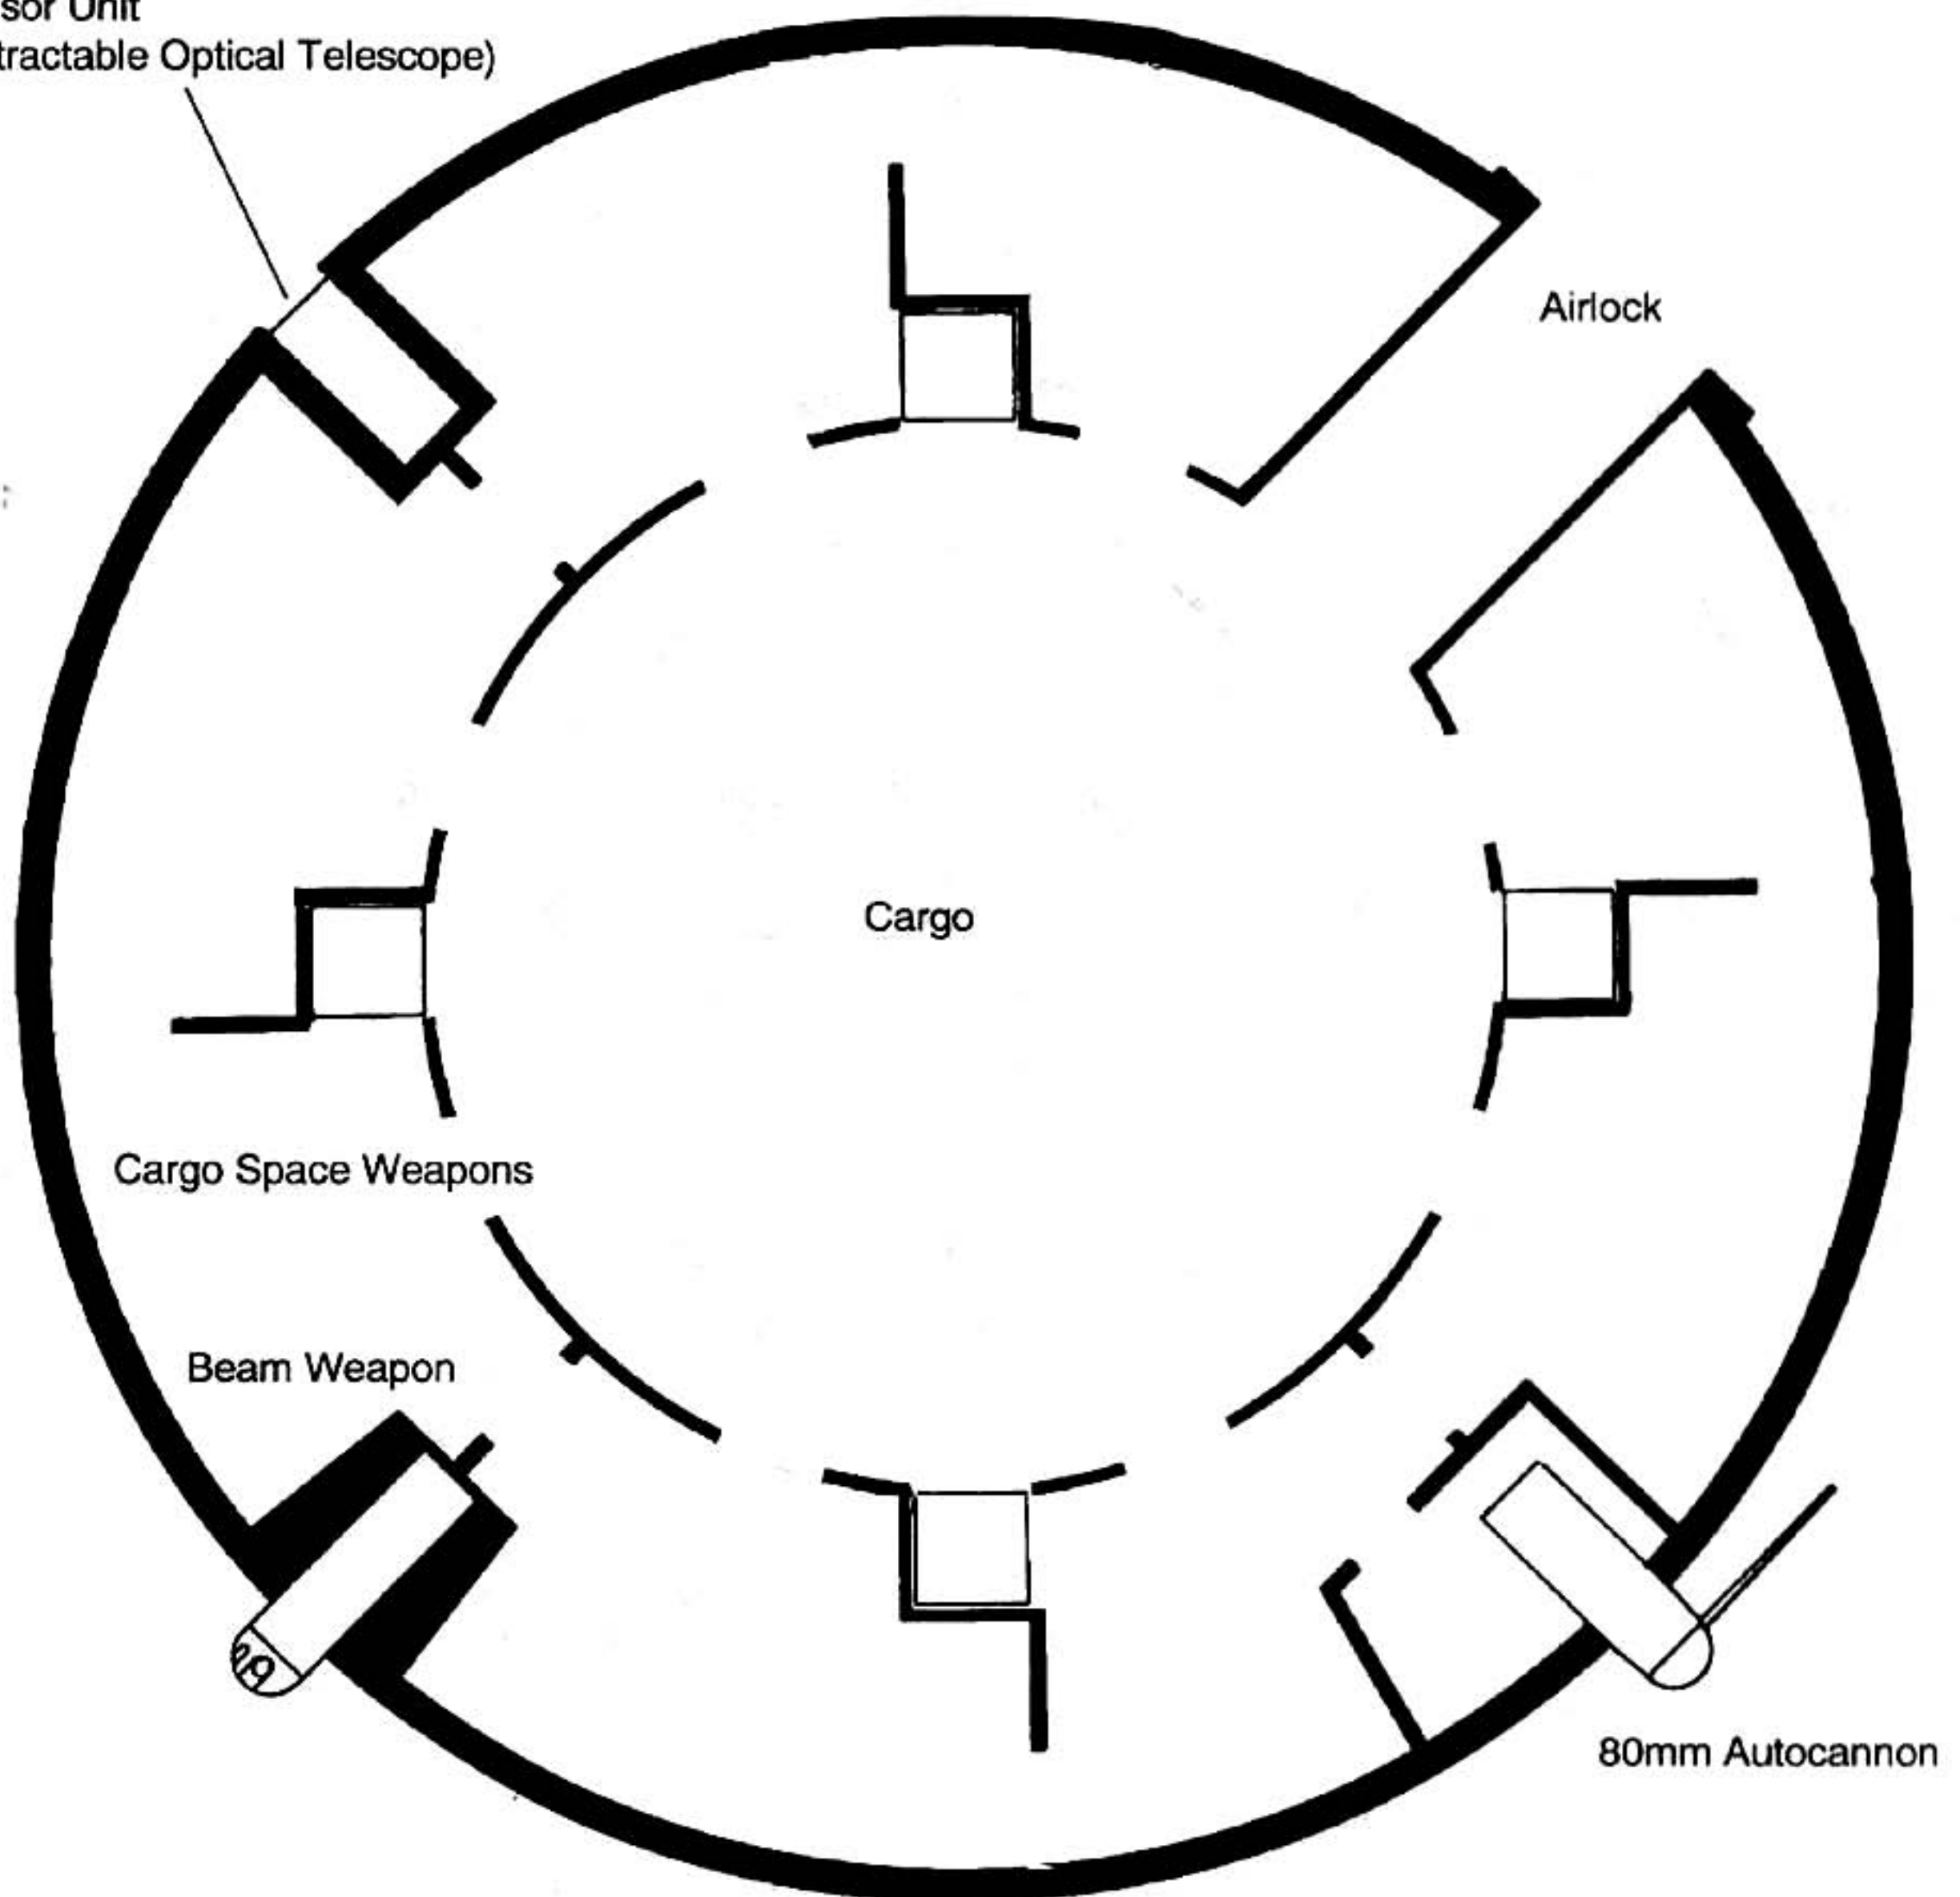 sor Unit
tractable Optical Telescope)
Airlock
Cargo
Cargo Space Weapons
Beam Weapon
80mm Autocannon